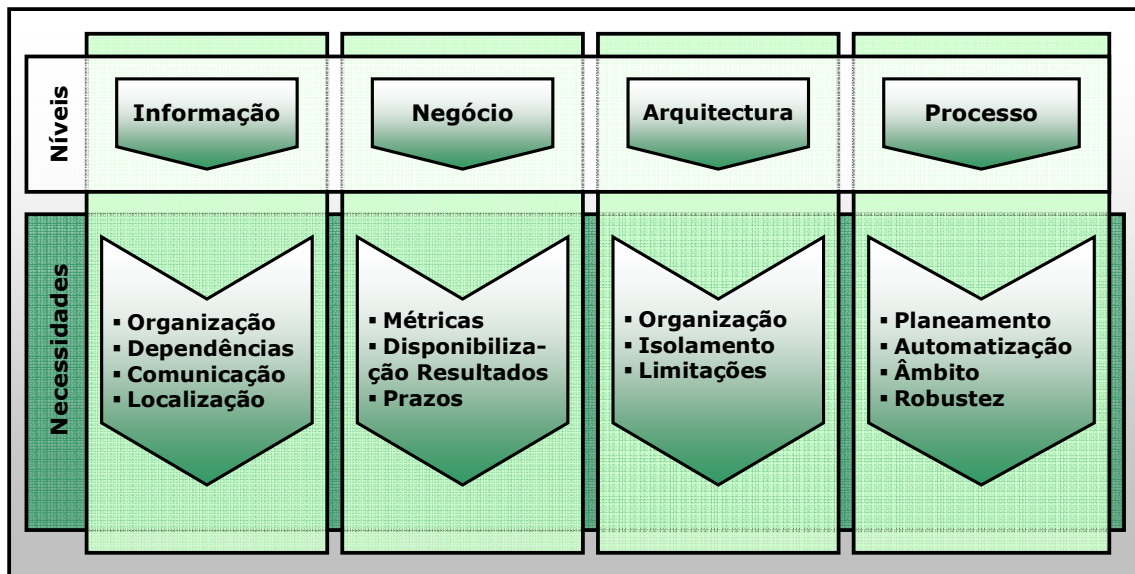 Níveis
Informação
Negócio
Arquitectura
Processo
Necessidades
▪ Organização
▪ Dependências
▪ Comunicação
▪ Localização
▪ Métricas
▪ Disponibiliza-
ção Resultados
▪ Prazos
▪ Organização
▪ Isolamento
▪ Limitações
▪ Planeamento
▪ Automatização
▪ Âmbito
▪ Robustez